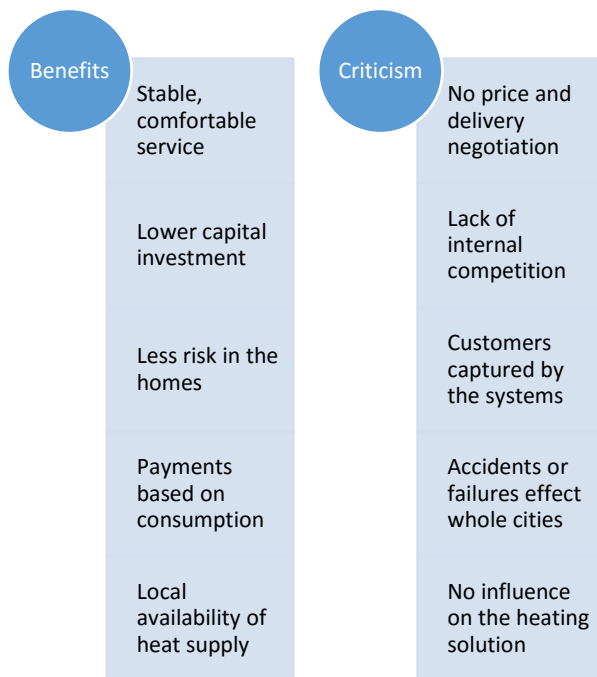 Benefits
Stable,
comfortable
service
Lower capital
investment
Less risk in the
homes
Payments
based on
consumption
Local
availability of
heat supply
Criticism
No price and
delivery
negotiation
Lack of
internal
competition
Customers
captured by
the systems
Accidents or
failures effect
whole cities
No influence
on the heating
solution